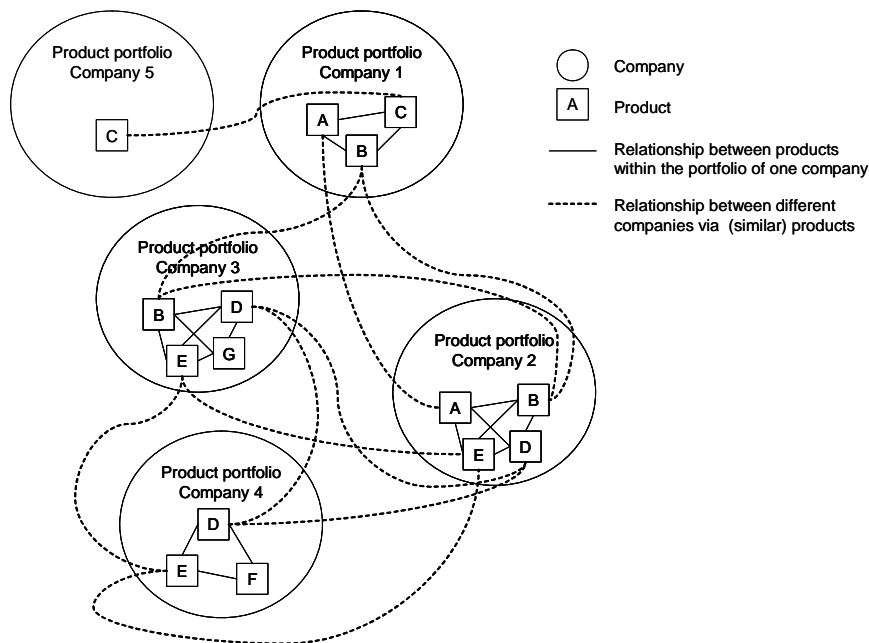 Product portfolio
Company 5
C
Product portfolio
Company 1
A
C
B
Company
A
Product
Relationship between products
within the portfolio of one company
Relationship between different
companies via (similar) products
Product portfolio
Company 3
B
D
E
G
Product portfolio
Company 2
A
B
E
D
Product portfolio
Company 4
D
E
F